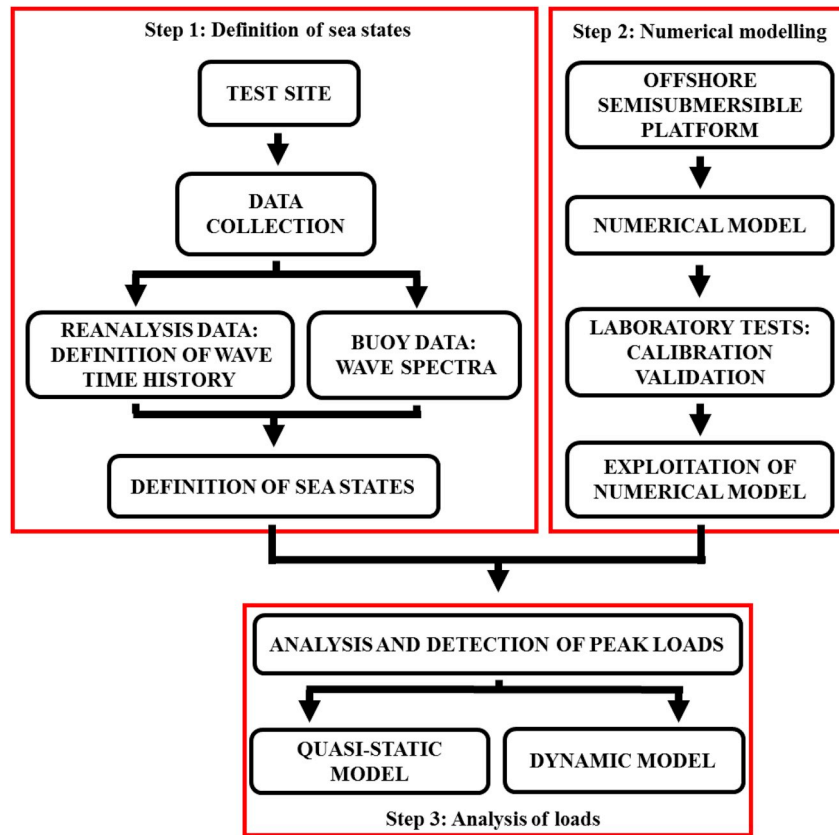 Step 1: Definition of sea states
TEST SITE
DATA
COLLECTION
REANALYSIS DATA:
DEFINITION OF WAVE
TIME HISTORY
BUOY DATA:
WAVE SPECTRA
DEFINITION OF SEA STATES
Step 2: Numerical modelling
OFFSHORE
SEMISUBMERSIBLE
PLATFORM
NUMERICAL MODEL
LABORATORY TESTS:
CALIBRATION
VALIDATION
EXPLOITATION OF
NUMERICAL MODEL
ANALYSIS AND DETECTION OF PEAK LOADS
QUASI-STATIC
MODEL
DYNAMIC MODEL
Step 3: Analysis of loads